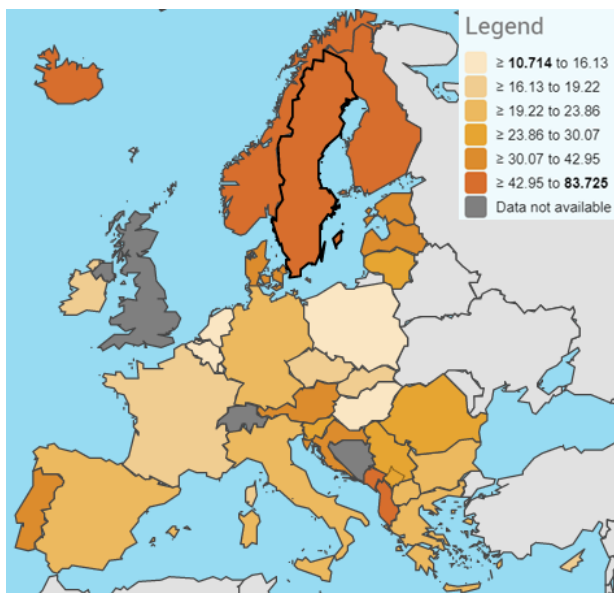 Legend
≥ 10.714 to 16.13
≥ 16.13 to 19.22
≥ 19.22 to 23.86
≥ 23.86 to 30.07
≥ 30.07 to 42.95
≥ 42.95 to 83.725
Data not available